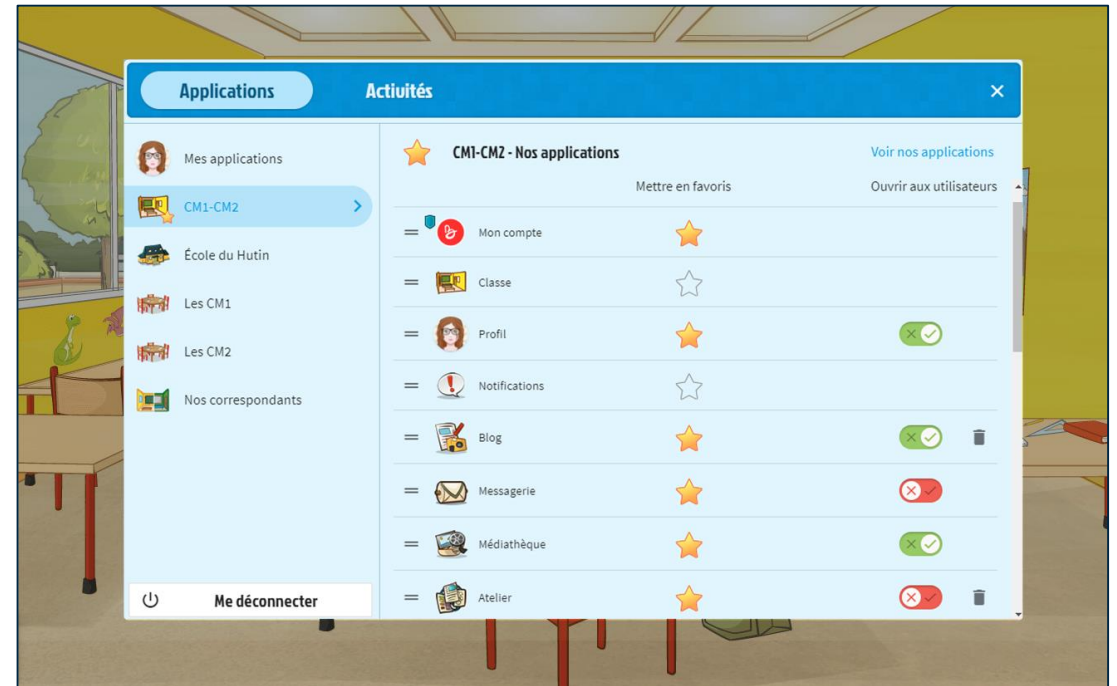 Applications Activités
Mes applications
CM1-CM2
École du Hutin
Les CM1
Les CM2
Nos correspondants
Me déconnecter
CM1-CM2 - Nos applications Voir nos applications
Mettre en favoris Ouvrir aux utilisateurs
Mon compte
Classe
Profil
Notifications
Blog
Messagerie
Médiathèque
Atelier